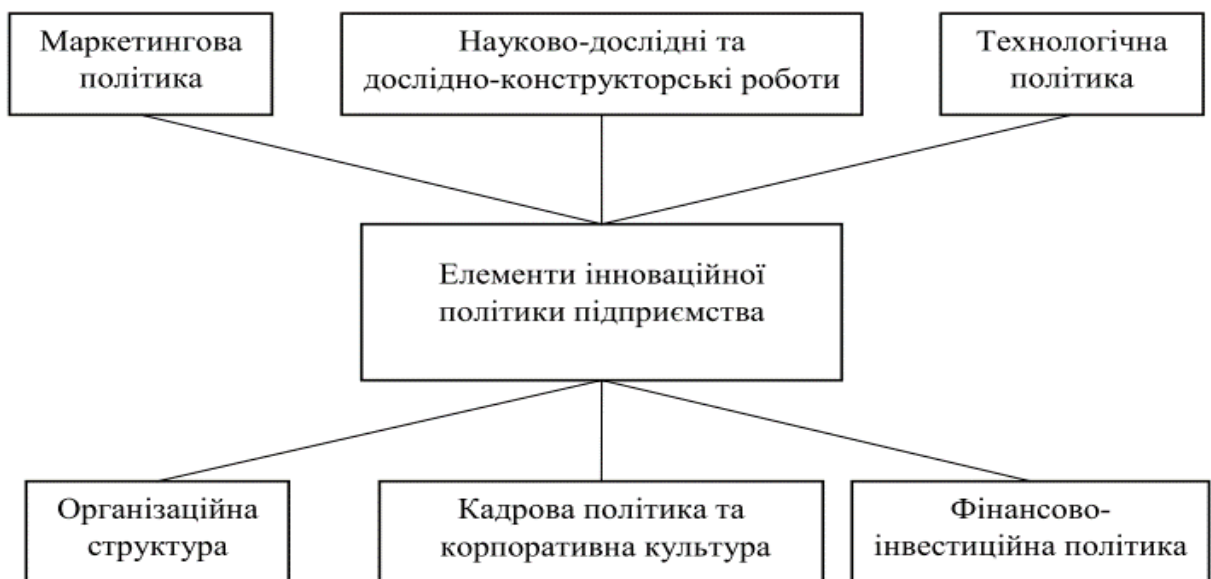 Маркетингова
політика
Науково-дослідні та
дослідно-конструкторські роботи
Технологічна
політика
Елементи інноваційної
політики підприємства
Організаційна
структура
Кадрова політика та
корпоративна культура
Фінансово-
інвестиційна політика